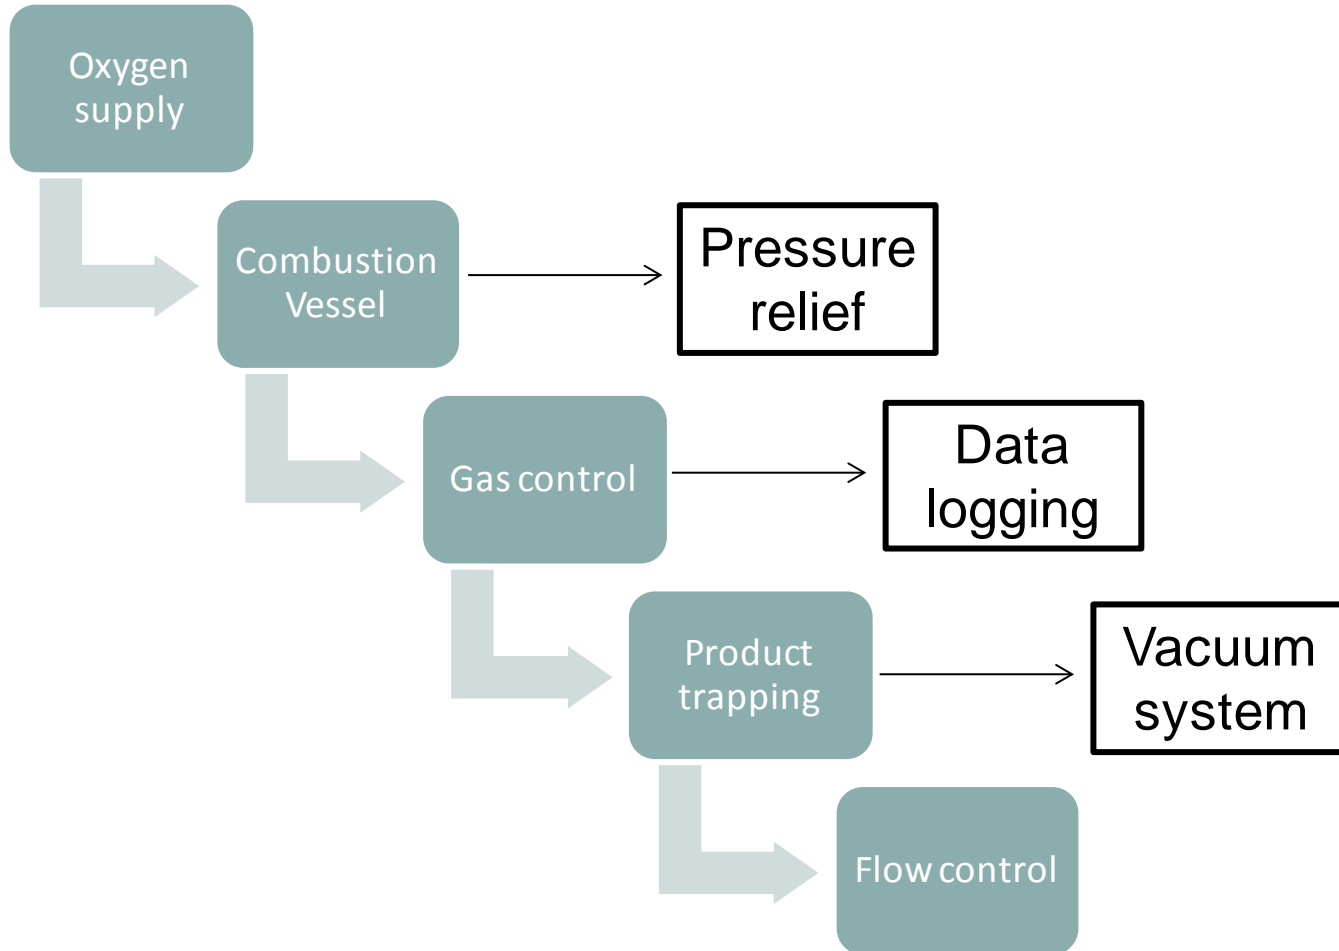 Oxygen
supply
Combustion
Vessel
Pressure
relief
Gas control
Data
logging
Product
trapping
Vacuum
system
Flow control